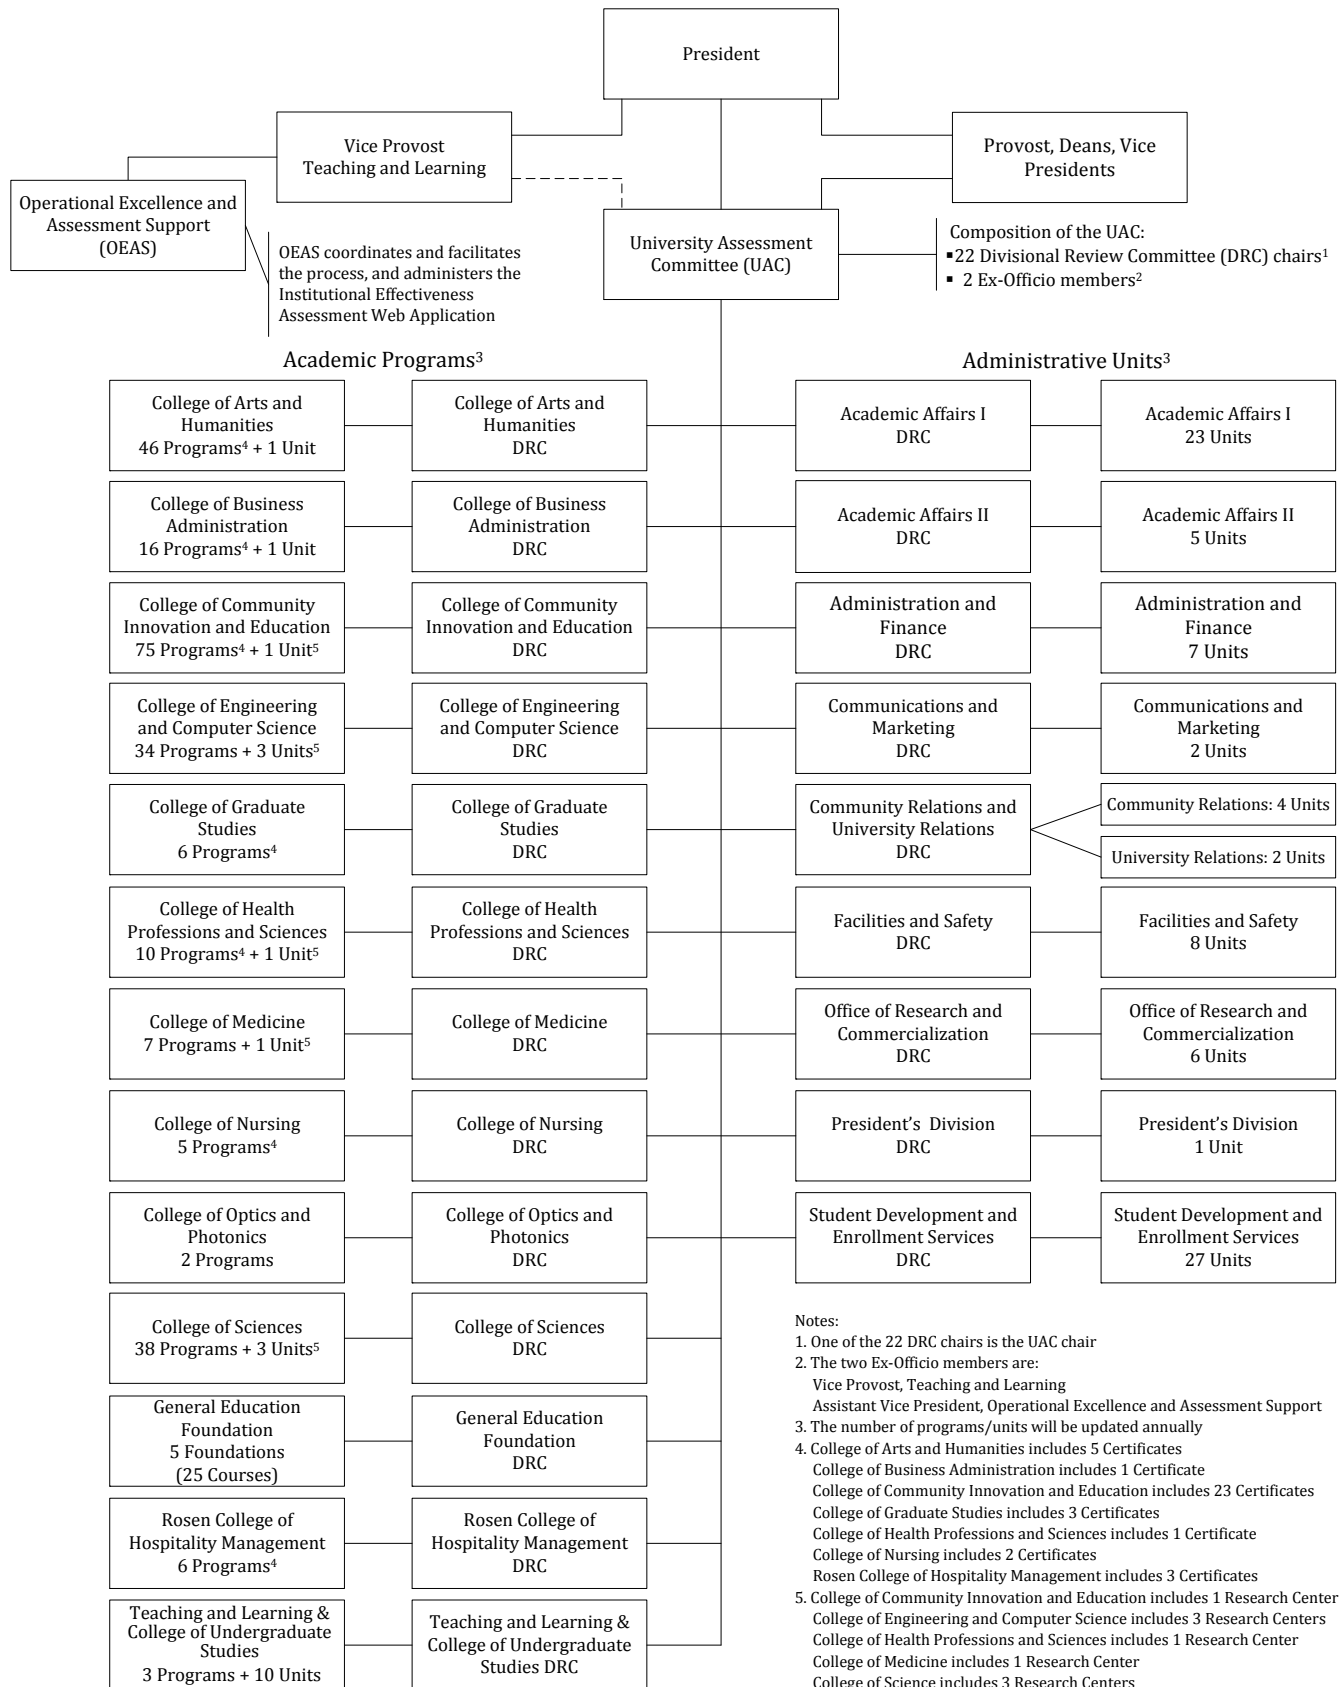 President
Vice Provost
Teaching and Learning
Provost, Deans, Vice
Presidents
Operational Excellence and
Assessment Support
(OEAS)
OEAS coordinates and facilitates
the process, and administers the
Institutional Effectiveness
Assessment Web Application
University Assessment
Committee (UAC)
Composition of the UAC:
▪22 Divisional Review Committee (DRC) chairs¹
▪ 2 Ex-Officio members²
Academic Programs³
Administrative Units³
College of Arts and
Humanities
46 Programs⁴ + 1 Unit
College of Arts and
Humanities
DRC
Academic Affairs I
DRC
Academic Affairs I
23 Units
College of Business
Administration
16 Programs⁴ + 1 Unit
College of Business
Administration
DRC
Academic Affairs II
DRC
Academic Affairs II
5 Units
College of Community
Innovation and Education
75 Programs⁴ + 1 Unit⁵
College of Community
Innovation and Education
DRC
Administration and
Finance
DRC
Administration and
Finance
7 Units
College of Engineering
and Computer Science
34 Programs + 3 Units⁵
College of Engineering
and Computer Science
DRC
Communications and
Marketing
DRC
Communications and
Marketing
2 Units
College of Graduate
Studies
6 Programs⁴
College of Graduate
Studies
DRC
Community Relations and
University Relations
DRC
Community Relations: 4 Units
University Relations: 2 Units
College of Health
Professions and Sciences
10 Programs⁴ + 1 Unit⁵
College of Health
Professions and Sciences
DRC
Facilities and Safety
DRC
Facilities and Safety
8 Units
College of Medicine
7 Programs + 1 Unit⁵
College of Medicine
DRC
Office of Research and
Commercialization
DRC
Office of Research and
Commercialization
6 Units
College of Nursing
5 Programs⁴
College of Nursing
DRC
President's Division
DRC
President's Division
1 Unit
College of Optics and
Photonics
2 Programs
College of Optics and
Photonics
DRC
Student Development and
Enrollment Services
DRC
Student Development and
Enrollment Services
27 Units
College of Sciences
38 Programs + 3 Units⁵
College of Sciences
DRC
General Education
Foundation
5 Foundations
(25 Courses)
General Education
Foundation
DRC
Rosen College of
Hospitality Management
6 Programs⁴
Rosen College of
Hospitality Management
DRC
Teaching and Learning &
College of Undergraduate
Studies
3 Programs + 10 Units
Teaching and Learning &
College of Undergraduate
Studies DRC
Notes:
1. One of the 22 DRC chairs is the UAC chair
2. The two Ex-Officio members are:
Vice Provost, Teaching and Learning
Assistant Vice President, Operational Excellence and Assessment Support
3. The number of programs/units will be updated annually
4. College of Arts and Humanities includes 5 Certificates
College of Business Administration includes 1 Certificate
College of Community Innovation and Education includes 23 Certificates
College of Graduate Studies includes 3 Certificates
College of Health Professions and Sciences includes 1 Certificate
College of Nursing includes 2 Certificates
Rosen College of Hospitality Management includes 3 Certificates
5. College of Community Innovation and Education includes 1 Research Center
College of Engineering and Computer Science includes 3 Research Centers
College of Health Professions and Sciences includes 1 Research Center
College of Medicine includes 1 Research Center
College of Science includes 3 Research Centers